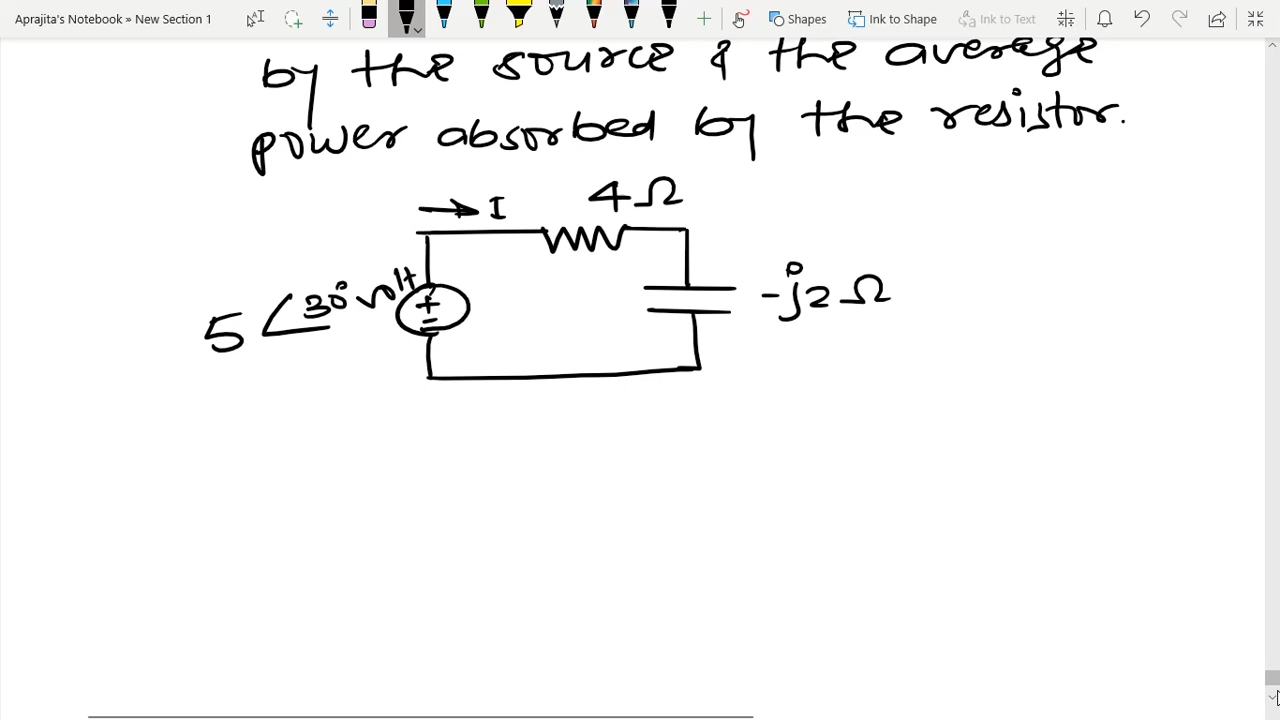 Aprajita's Notebook » New Section 1
Shapes
Ink to Shape
Ink to Text
by the source & the average
power absorbed by the resistor.
→ I
4 Ω
5 ∠30° volt
+
-j2 Ω